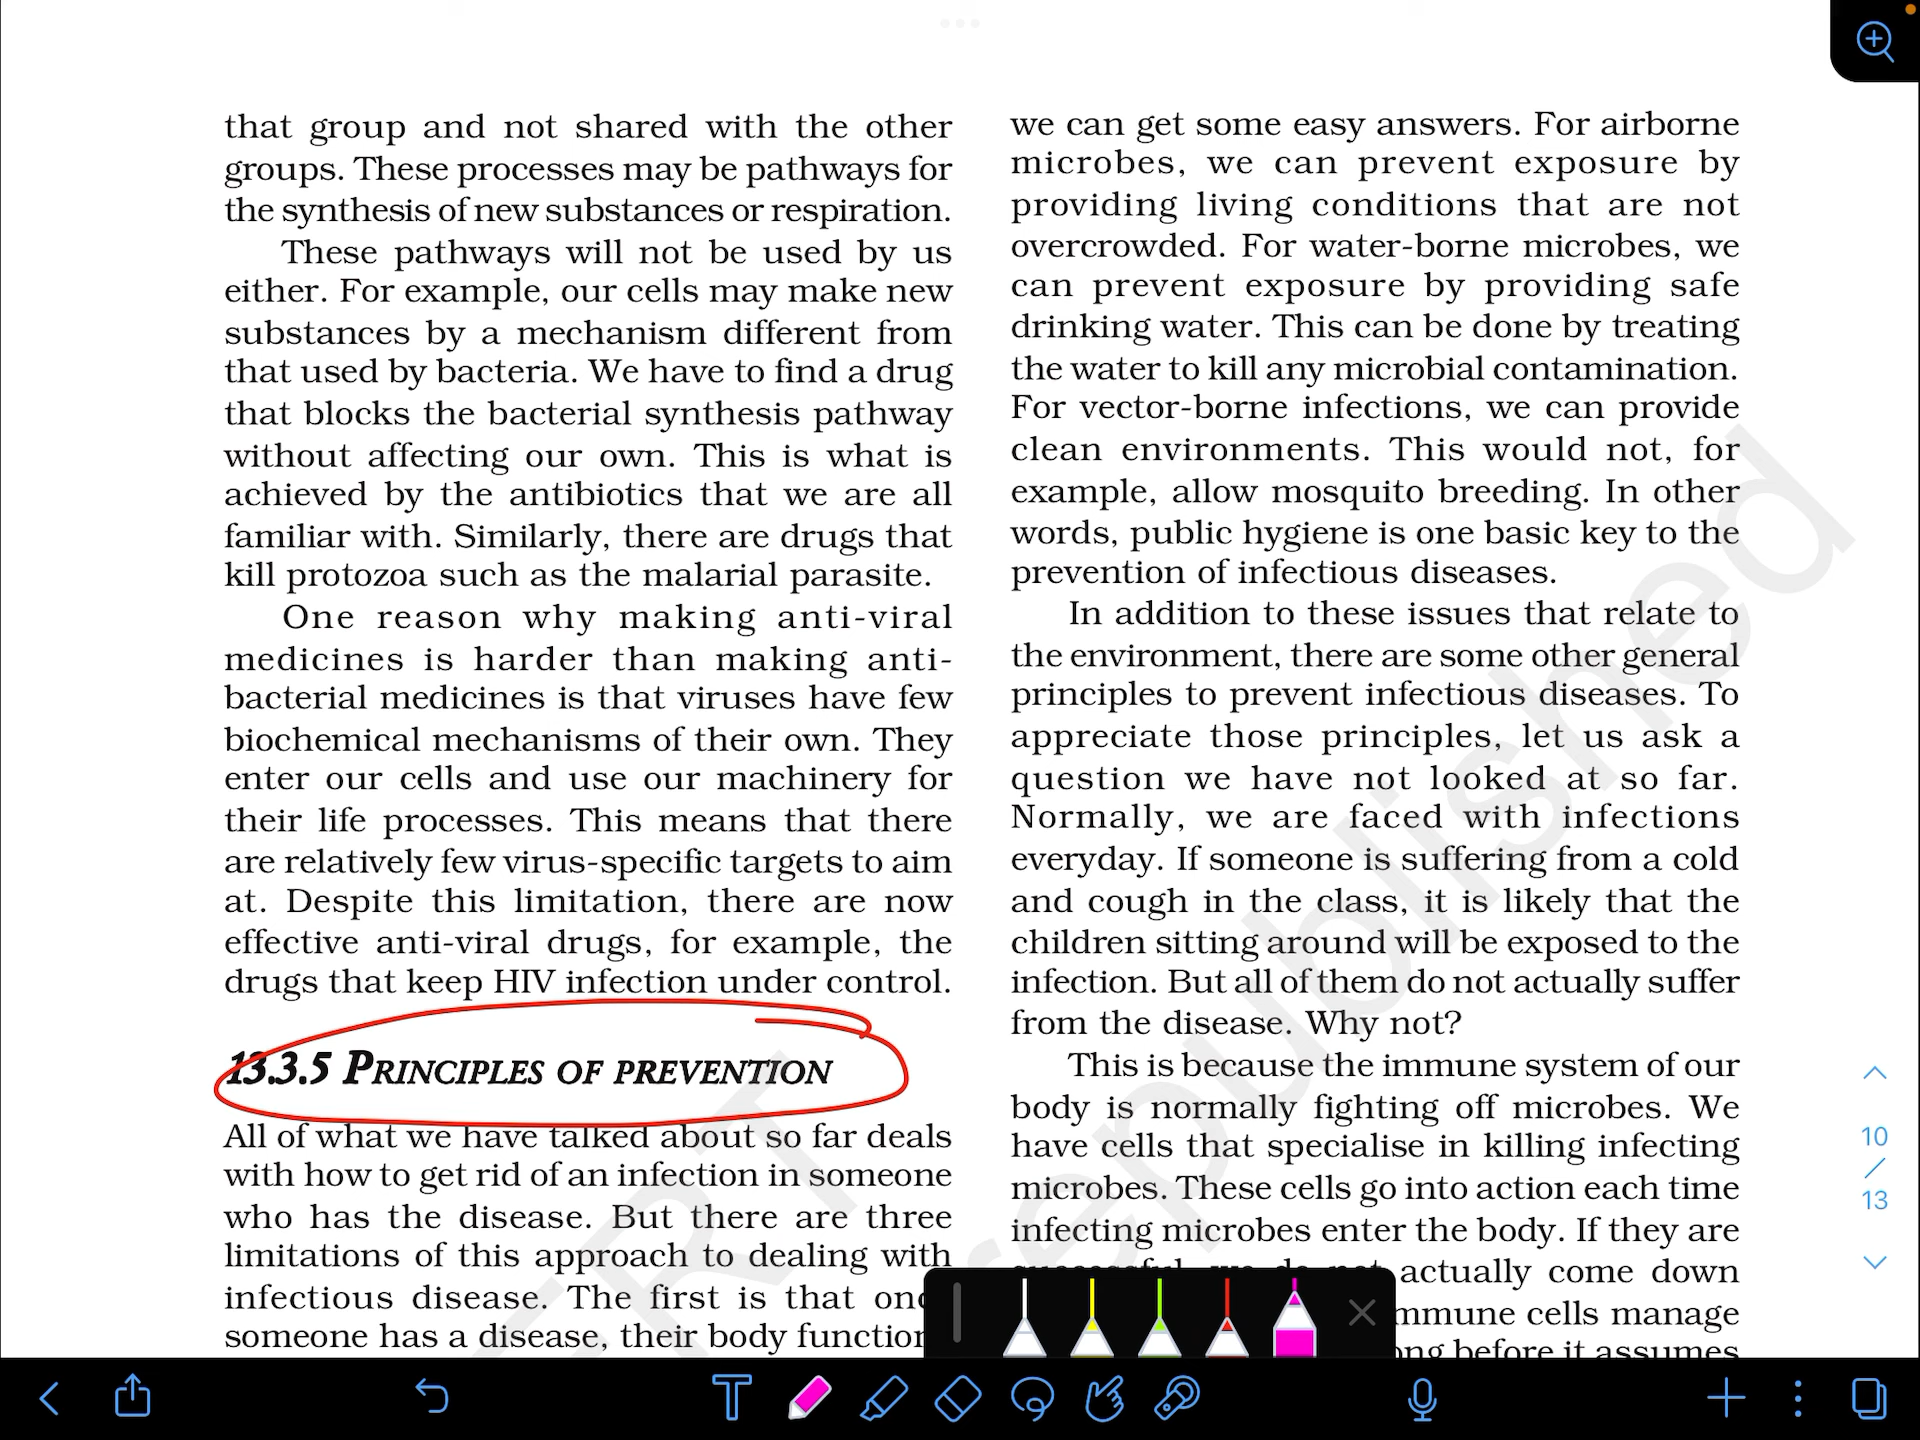 that group and not shared with the other
groups. These processes may be pathways for
the synthesis of new substances or respiration.
These pathways will not be used by us
either. For example, our cells may make new
substances by a mechanism different from
that used by bacteria. We have to find a drug
that blocks the bacterial synthesis pathway
without affecting our own. This is what is
achieved by the antibiotics that we are all
familiar with. Similarly, there are drugs that
kill protozoa such as the malarial parasite.
One reason why making anti-viral
medicines is harder than making anti-
bacterial medicines is that viruses have few
biochemical mechanisms of their own. They
enter our cells and use our machinery for
their life processes. This means that there
are relatively few virus-specific targets to aim
at. Despite this limitation, there are now
effective anti-viral drugs, for example, the
drugs that keep HIV infection under control.
13.3.5 PRINCIPLES OF PREVENTION
All of what we have talked about so far deals
with how to get rid of an infection in someone
who has the disease. But there are three
limitations of this approach to dealing with
infectious disease. The first is that
someone has a disease, their body
we can get some easy answers. For airborne
microbes, we can prevent exposure by
providing living conditions that are not
overcrowded. For water-borne microbes, we
can prevent exposure by providing safe
drinking water. This can be done by treating
the water to kill any microbial contamination.
For vector-borne infections, we can provide
clean environments. This would not, for
example, allow mosquito breeding. In other
words, public hygiene is one basic key to the
prevention of infectious diseases.
In addition to these issues that relate to
the environment, there are some other general
principles to prevent infectious diseases. To
appreciate those principles, let us ask a
question we have not looked at so far.
Normally, we are faced with infections
everyday. If someone is suffering from a cold
and cough in the class, it is likely that the
children sitting around will be exposed to the
infection. But all of them do not actually suffer
from the disease. Why not?
This is because the immune system of our
body is normally fighting off microbes. We
have cells that specialise in killing infecting
microbes. These cells go into action each time
infecting microbes enter the body. If they are
actually come down
cells manage
before it assumes
10
/
13
T